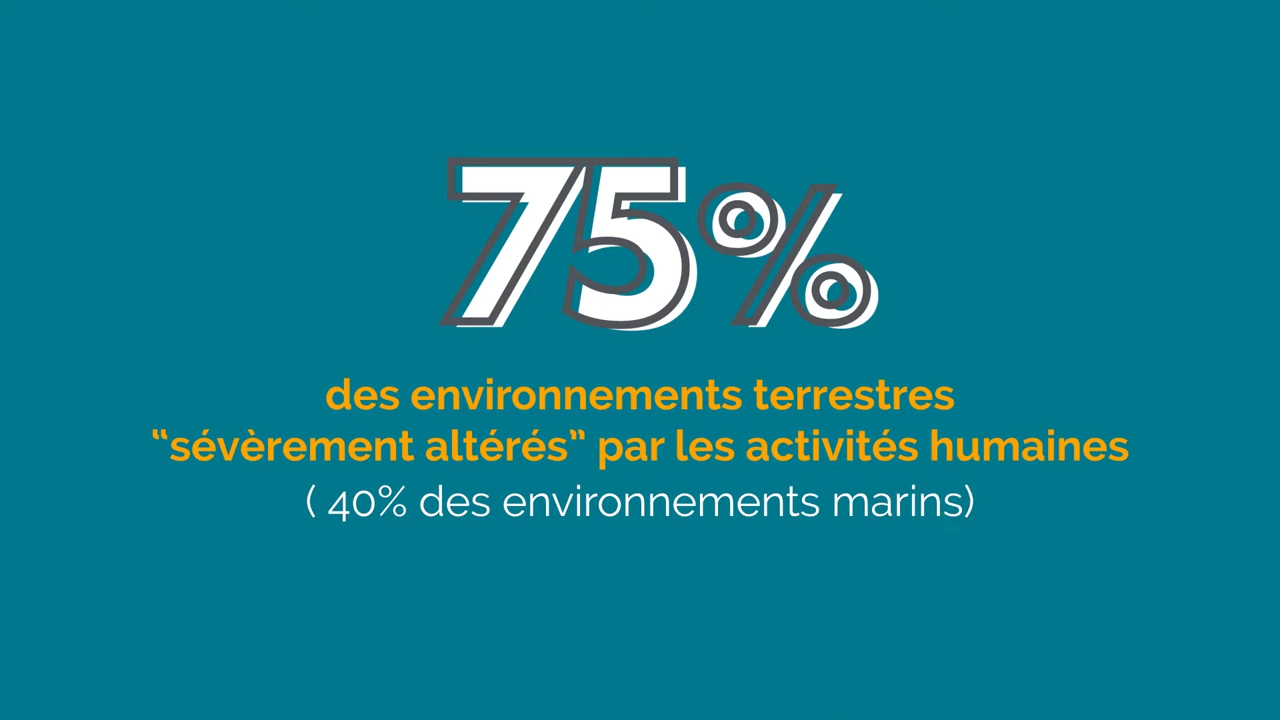 75%
des environnements terrestres
“sévèrement altérés” par les activités humaines
( 40% des environnements marins)